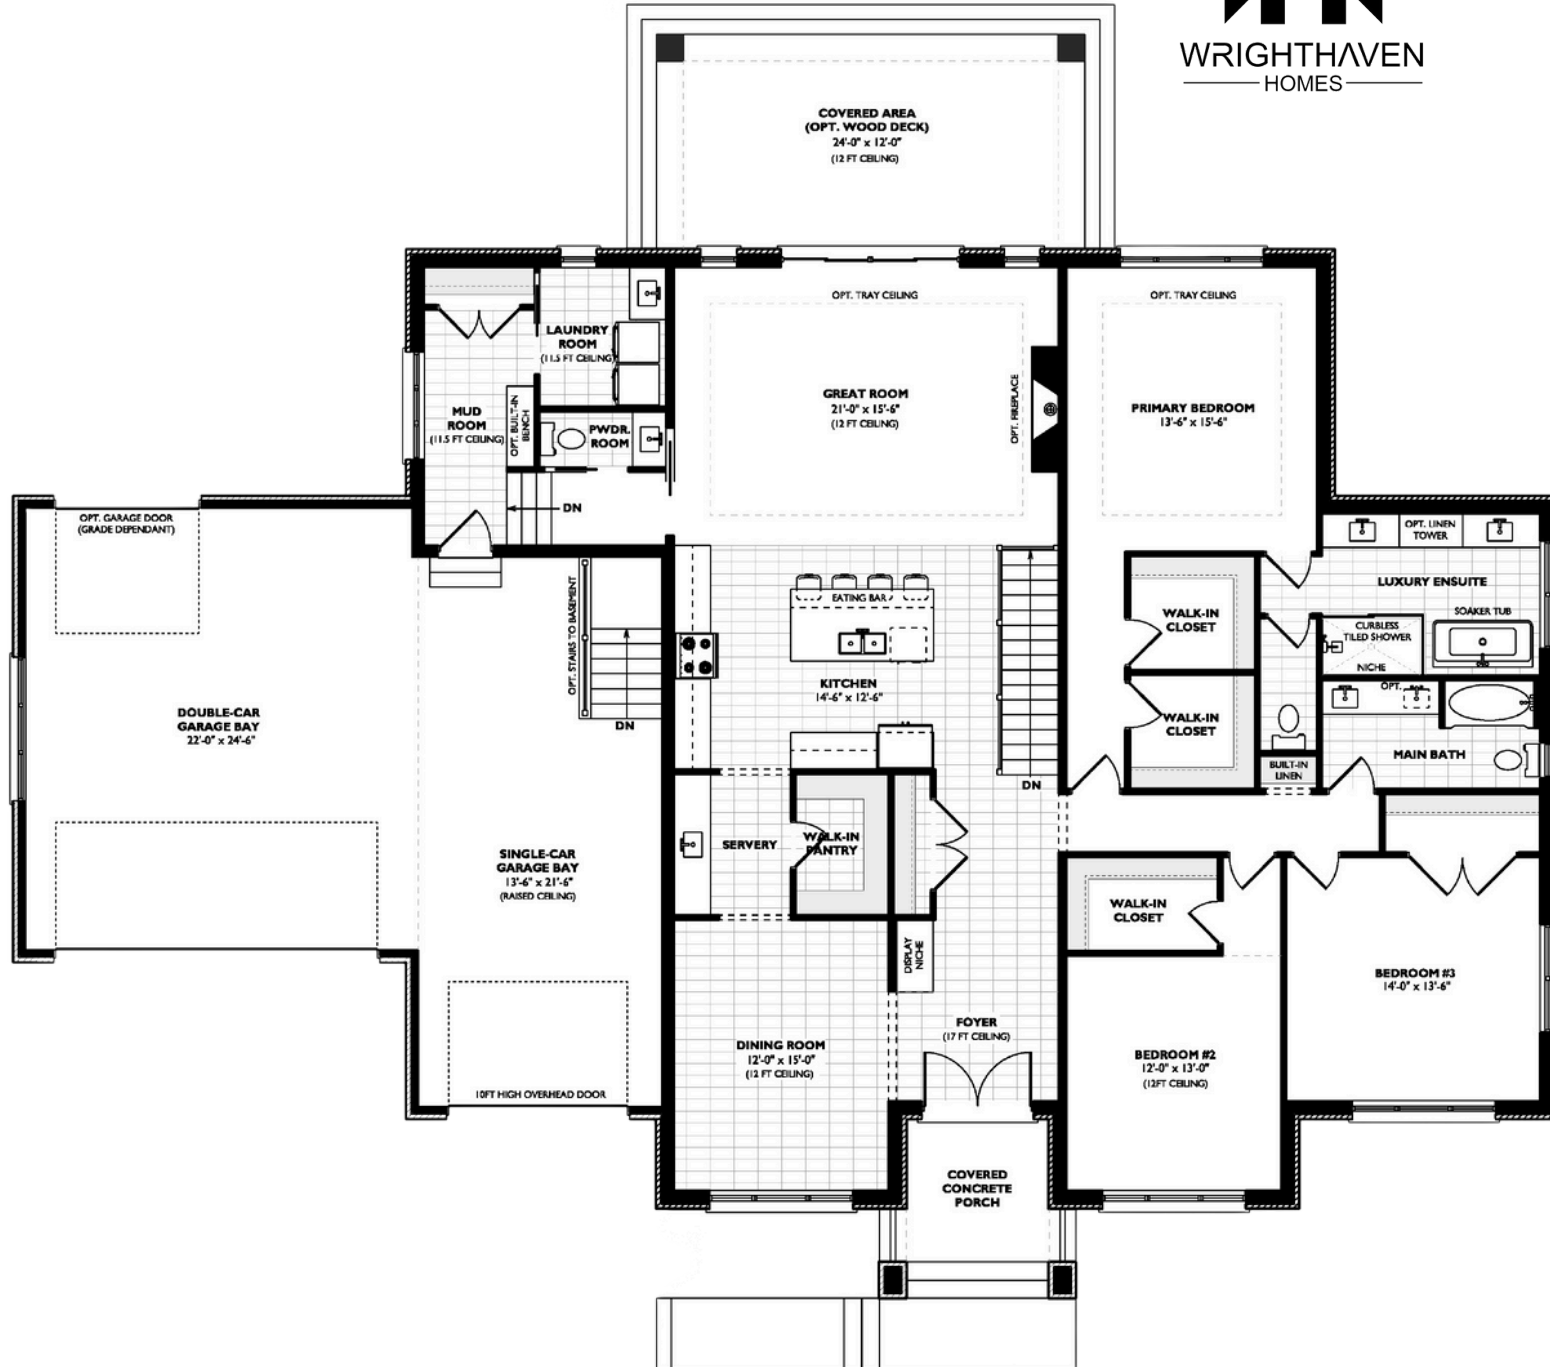 WRIGHTHAVEN
HOMES
COVERED AREA
(OPT. WOOD DECK)
24'-0" x 12'-0"
(12 FT CEILING)
OPT. TRAY CEILING
OPT. TRAY CEILING
LAUNDRY
ROOM
(11.5 FT CEILING)
GREAT ROOM
21'-0" x 15'-6"
(12 FT CEILING)
OPT. FIREPLACE
PRIMARY BEDROOM
13'-6" x 15'-6"
MUD
ROOM
(11.5 FT CEILING)
OPT. BUILT-IN
BENCH
PWDR.
ROOM
DN
OPT. GARAGE DOOR
(GRADE DEPENDANT)
OPT. LINEN
TOWER
LUXURY ENSUITE
SOAKER TUB
CURBLESS
TILED SHOWER
NICHE
OPT. STAIRS TO BASEMENT
EATING BAR
WALK-IN
CLOSET
KITCHEN
14'-6" x 12'-6"
OPT.
DOUBLE-CAR
GARAGE BAY
22'-0" x 24'-6"
DN
WALK-IN
CLOSET
MAIN BATH
BUILT-IN
LINEN
DN
SERVERY
WALK-IN
PANTRY
SINGLE-CAR
GARAGE BAY
13'-6" x 21'-6"
(RAISED CEILING)
WALK-IN
CLOSET
DISPLAY
NICHE
BEDROOM #3
14'-0" x 13'-6"
FOYER
(17 FT CEILING)
DINING ROOM
12'-0" x 15'-0"
(12 FT CEILING)
BEDROOM #2
12'-0" x 13'-0"
(12FT CEILING)
10FT HIGH OVERHEAD DOOR
COVERED
CONCRETE
PORCH